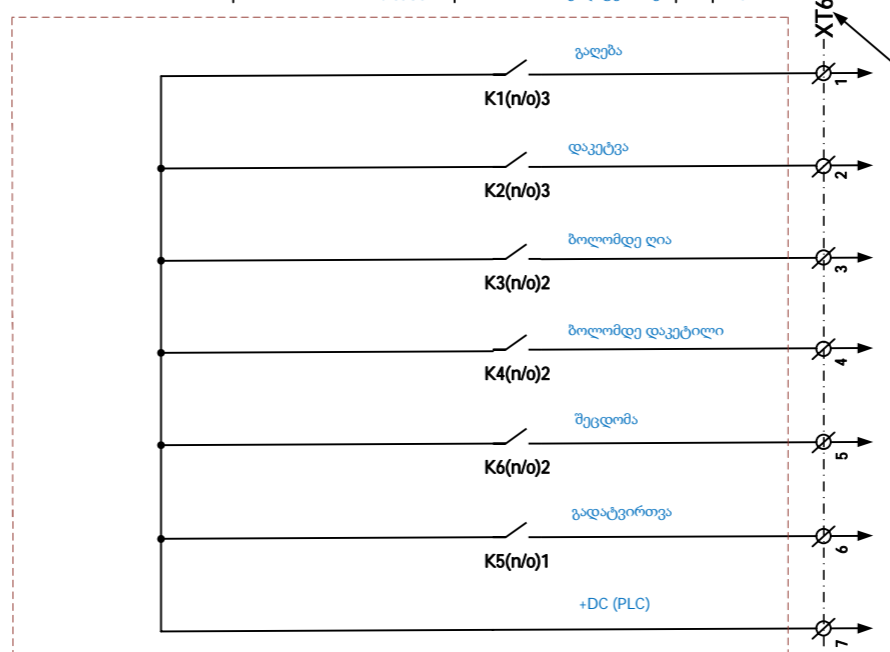 XT6
გაღება
1
K1(n/o)3
დაკეტვა
2
K2(n/o)3
ბოლომდე ღია
3
K3(n/o)2
ბოლომდე დაკეტილი
4
K4(n/o)2
შეცდომა
5
K6(n/o)2
გადატვირთვა
6
K5(n/o)1
+DC (PLC)
7